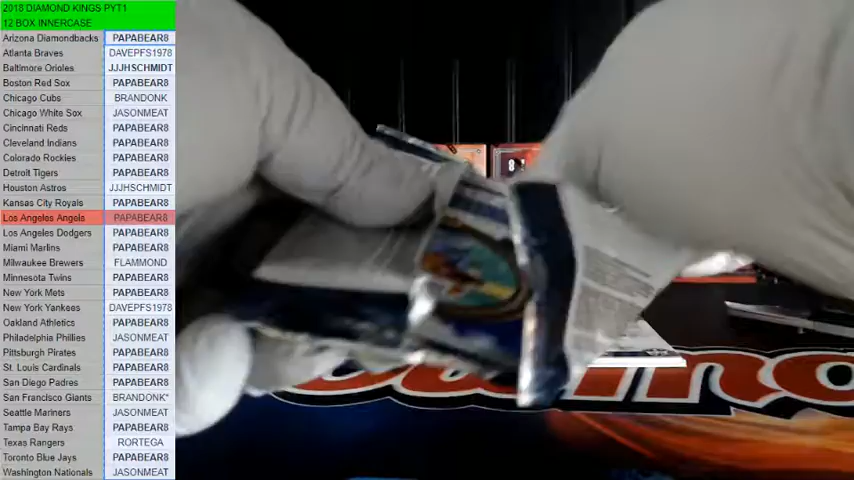 2018 DIAMOND KINGS PYT1
12 BOX INNERCASE
Arizona Diamondbacks PAPABEAR8
Atlanta Braves DAVEPFS1978
Baltimore Orioles JJJHSCHMIDT
Boston Red Sox PAPABEAR8
Chicago Cubs BRANDONK
Chicago White Sox JASONMEAT
Cincinnati Reds PAPABEAR8
Cleveland Indians PAPABEAR8
Colorado Rockies PAPABEAR8
Detroit Tigers PAPABEAR8
Houston Astros JJJHSCHMIDT
Kansas City Royals PAPABEAR8
Los Angeles Angels PAPABEAR8
Los Angeles Dodgers PAPABEAR8
Miami Marlins PAPABEAR8
Milwaukee Brewers FLAMMOND
Minnesota Twins PAPABEAR8
New York Mets PAPABEAR8
New York Yankees DAVEPFS1978
Oakland Athletics PAPABEAR8
Philadelphia Phillies JASONMEAT
Pittsburgh Pirates PAPABEAR8
St. Louis Cardinals PAPABEAR8
San Diego Padres PAPABEAR8
San Francisco Giants BRANDONK*
Seattle Mariners JASONMEAT
Tampa Bay Rays PAPABEAR8
Texas Rangers RORTEGA
Toronto Blue Jays PAPABEAR8
Washington Nationals JASONMEAT